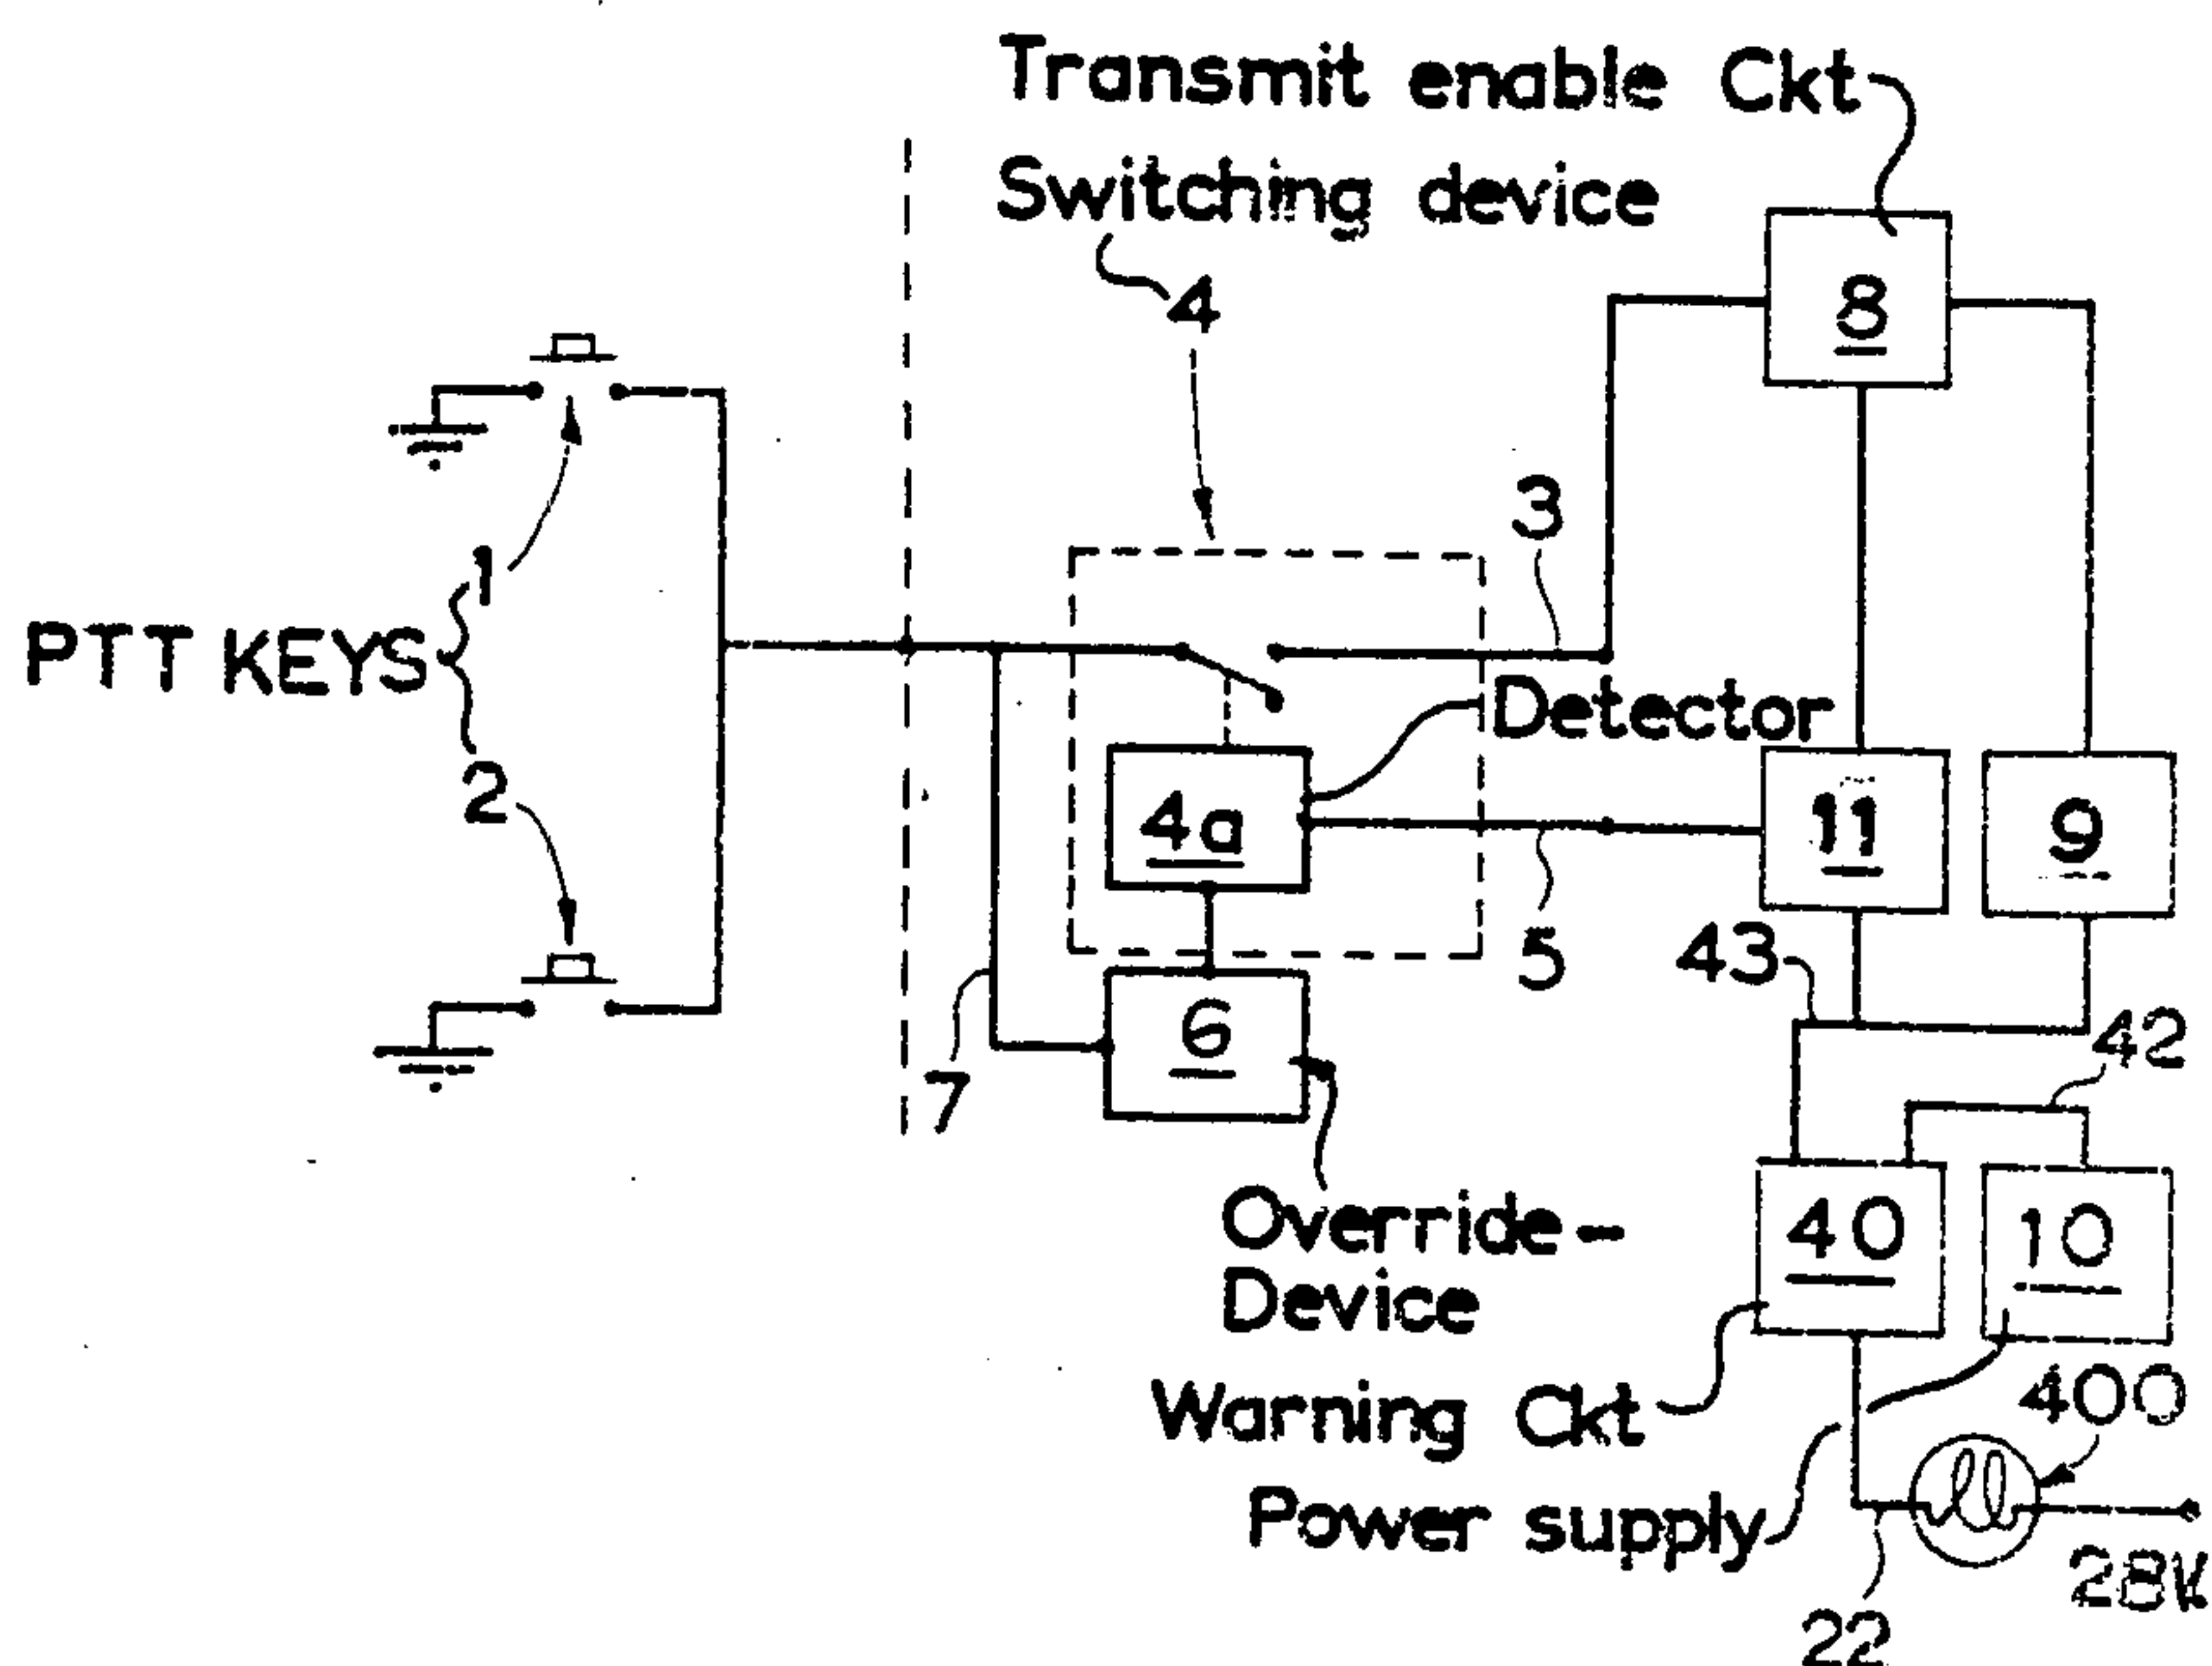 Transmit enable Ckt
Switching device
4
8
3
1
PTT KEYS
2
Detector
4a
11
9
5
43
6
42
7
Override-
Device
40
10
Warning Ckt
400
Power supply
28V
22